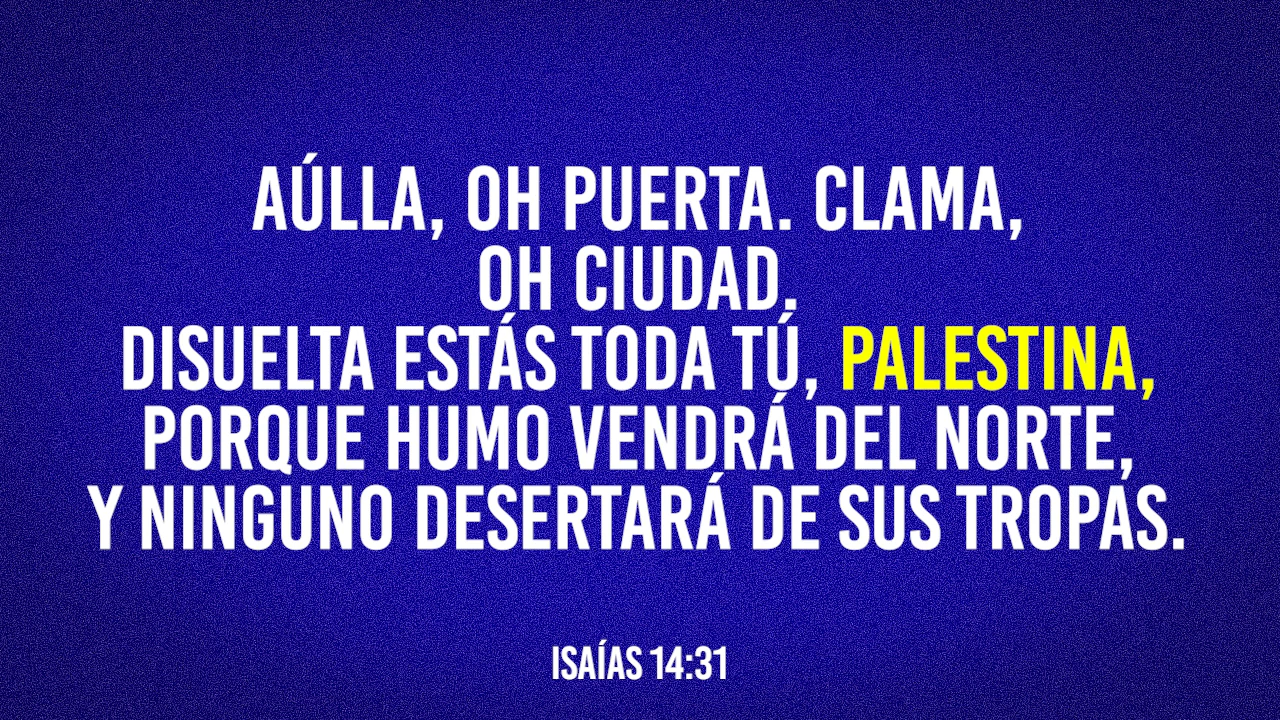 AÚLLA, OH PUERTA. CLAMA,
OH CIUDAD.
DISUELTA ESTÁS TODA TÚ, PALESTINA,
PORQUE HUMO VENDRÁ DEL NORTE,
Y NINGUNO DESERTARÁ DE SUS TROPAS.
ISAÍAS 14:31